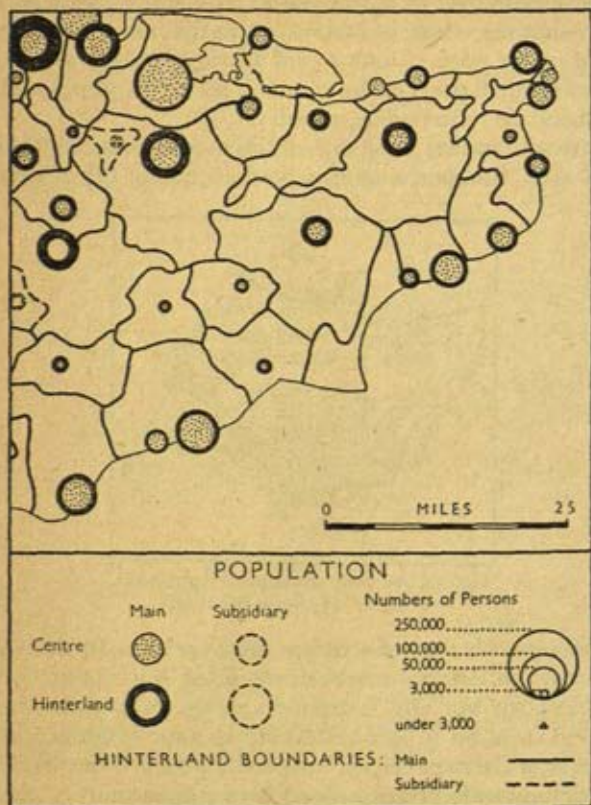 0 MILES 25
POPULATION
Main Subsidiary
Centre
Hinterland
Numbers of Persons
250,000
100,000
50,000
3,000
under 3,000
HINTERLAND BOUNDARIES: Main
Subsidiary